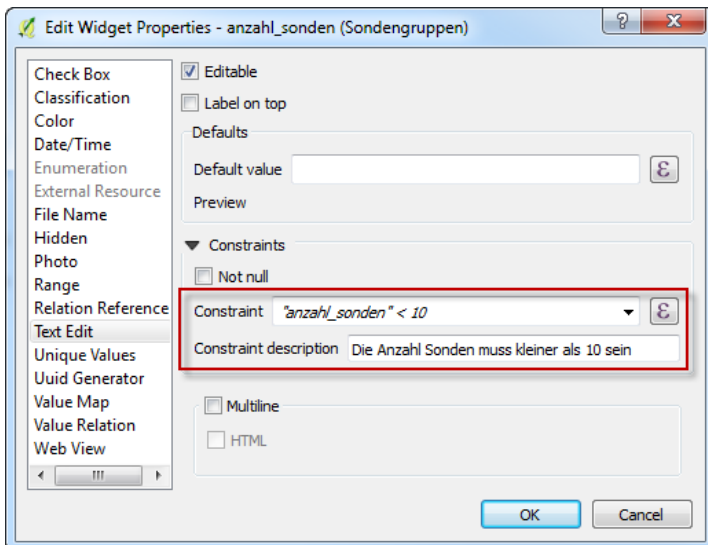 Edit Widget Properties - anzahl_sonden (Sondengruppen)
Check Box
Classification
Color
Date/Time
Enumeration
External Resource
File Name
Hidden
Photo
Range
Relation Reference
Text Edit
Unique Values
Uuid Generator
Value Map
Value Relation
Web View
Editable
Label on top
Defaults
Default value
ε
Preview
Constraints
Not null
Constraint "anzahl_sonden" < 10 ε
Constraint description Die Anzahl Sonden muss kleiner als 10 sein
Multiline
HTML
OK Cancel